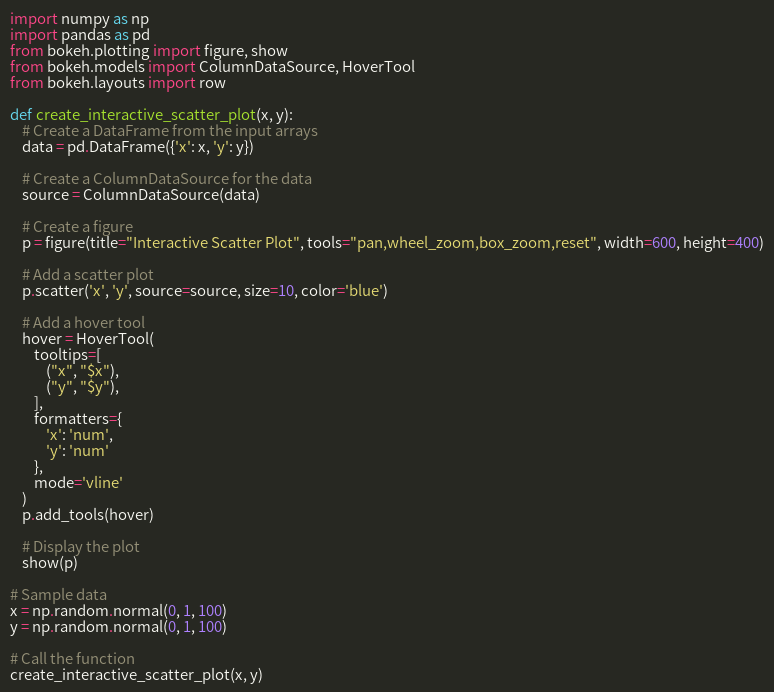 import numpy as np
import pandas as pd
from bokeh.plotting import figure, show
from bokeh.models import ColumnDataSource, HoverTool
from bokeh.layouts import row

def create_interactive_scatter_plot(x, y):
    # Create a DataFrame from the input arrays
    data = pd.DataFrame({'x': x, 'y': y})

    # Create a ColumnDataSource for the data
    source = ColumnDataSource(data)

    # Create a figure
    p = figure(title="Interactive Scatter Plot", tools="pan,wheel_zoom,box_zoom,reset", width=600, height=400)

    # Add a scatter plot
    p.scatter('x', 'y', source=source, size=10, color='blue')

    # Add a hover tool
    hover = HoverTool(
        tooltips=[
            ("x", "$x"),
            ("y", "$y"),
        ],
        formatters={
            'x': 'num',
            'y': 'num'
        },
        mode='vline'
    )
    p.add_tools(hover)

    # Display the plot
    show(p)

# Sample data
x = np.random.normal(0, 1, 100)
y = np.random.normal(0, 1, 100)

# Call the function
create_interactive_scatter_plot(x, y)